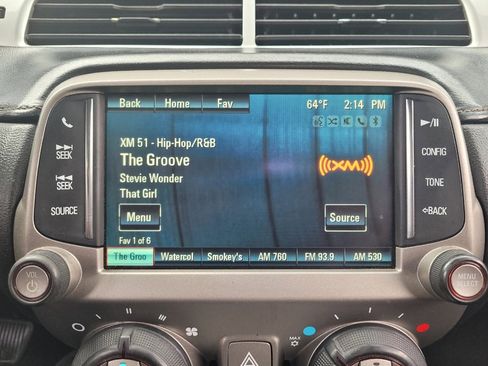 Back Home Fav 64°F 2:14 PM
XM 51 - Hip-Hop/R&B
The Groove
Stevie Wonder
That Girl
XM
Menu Source
Fav 1 of 6
The Groo Watercol Smokey's AM 760 FM 93.9 AM 530
SEEK
SEEK
SOURCE
CONFIG
TONE
BACK
VOL
MENU
SELECT
MAX